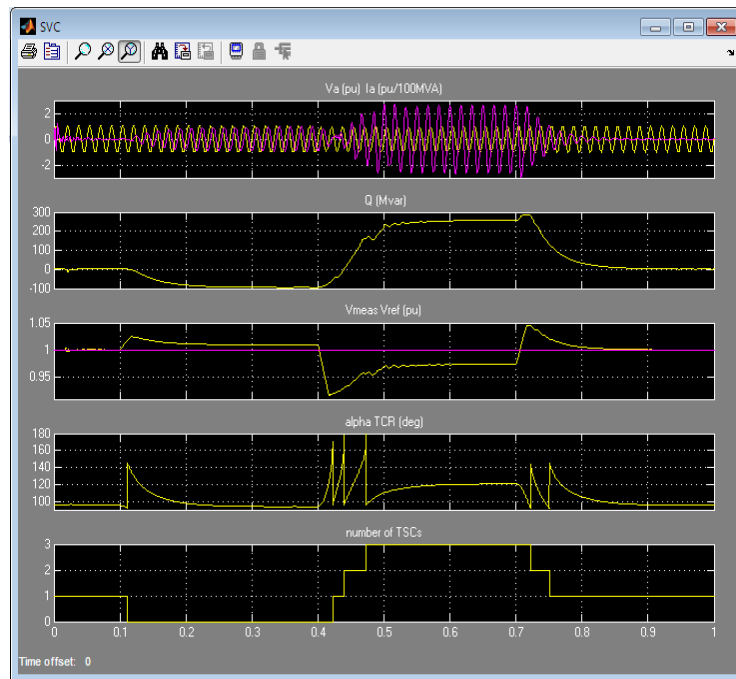 SVC
Va (pu) Ia (pu/100MVA)
2
0
-2
Q (Mvar)
300
200
100
0
-100
Vmeas Vref (pu)
1.05
1
0.95
alpha TCR (deg)
180
160
140
120
100
number of TSCs
3
2
1
0
0 0.1 0.2 0.3 0.4 0.5 0.6 0.7 0.8 0.9 1
Time offset: 0